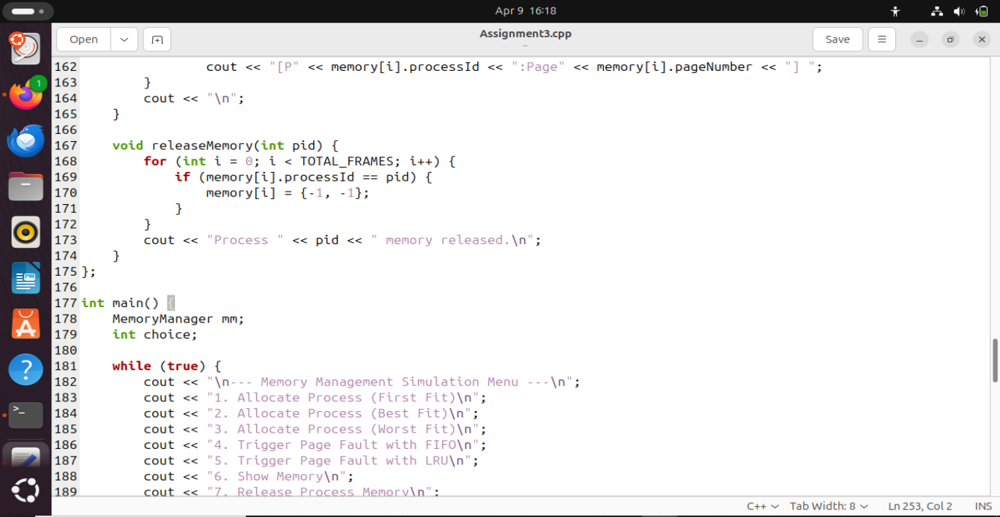 Apr 9 16:18
Open
Assignment3.cpp
~
Save
1
162 cout << "[P" << memory[i].processId << ":Page" << memory[i].pageNumber << "] ";
163 }
164 cout << "\n";
165 }
166
167 void releaseMemory(int pid) {
168 for (int i = 0; i < TOTAL_FRAMES; i++) {
169 if (memory[i].processId == pid) {
170 memory[i] = {-1, -1};
171 }
172 }
173 cout << "Process " << pid << " memory released.\n";
174 }
175 };
176
177 int main() {
178 MemoryManager mm;
179 int choice;
180
181 while (true) {
182 cout << "\n--- Memory Management Simulation Menu ---\n";
183 cout << "1. Allocate Process (First Fit)\n";
184 cout << "2. Allocate Process (Best Fit)\n";
185 cout << "3. Allocate Process (Worst Fit)\n";
186 cout << "4. Trigger Page Fault with FIFO\n";
187 cout << "5. Trigger Page Fault with LRU\n";
188 cout << "6. Show Memory\n";
189 cout << "7. Release Process Memory\n";
C++ Tab Width: 8 Ln 253, Col 2 INS